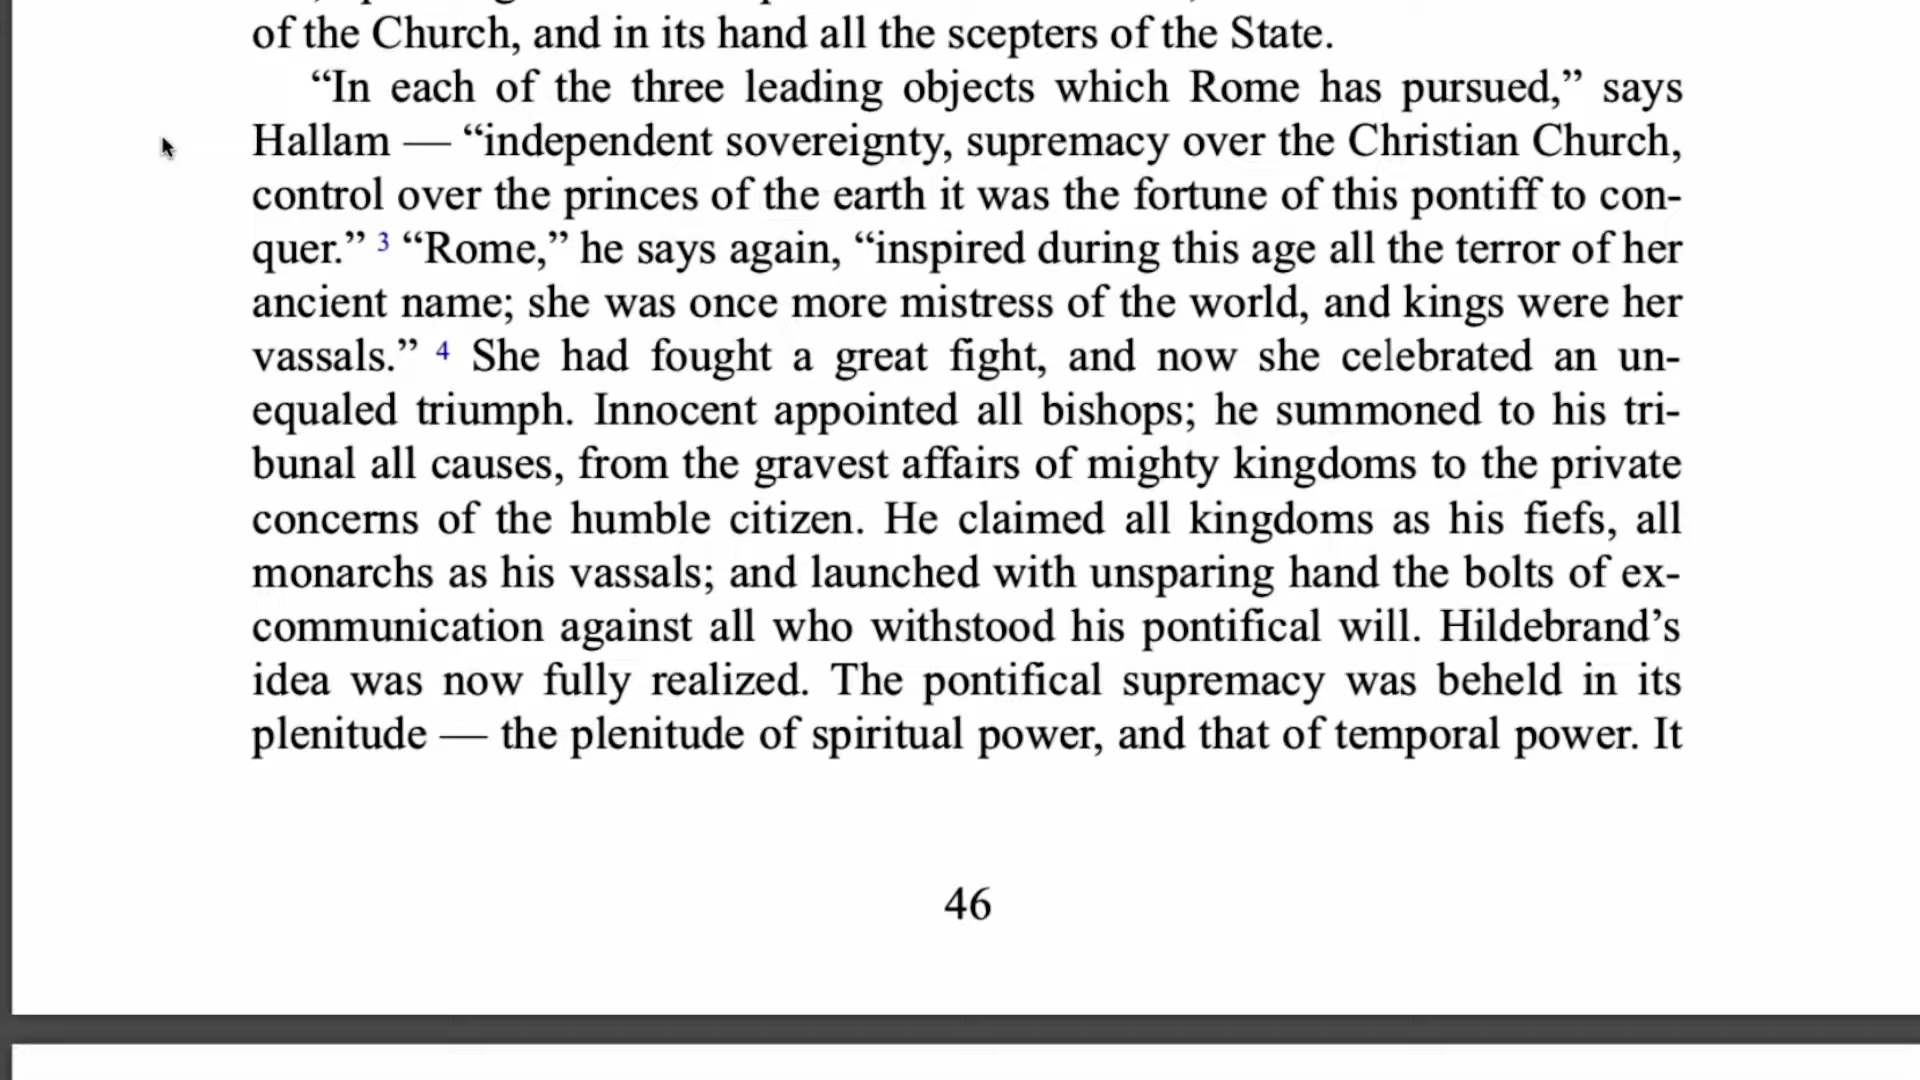 of the Church, and in its hand all the scepters of the State.
“In each of the three leading objects which Rome has pursued,” says
Hallam — “independent sovereignty, supremacy over the Christian Church,
control over the princes of the earth it was the fortune of this pontiff to con-
quer.” 3 “Rome,” he says again, “inspired during this age all the terror of her
ancient name; she was once more mistress of the world, and kings were her
vassals.” 4 She had fought a great fight, and now she celebrated an un-
equaled triumph. Innocent appointed all bishops; he summoned to his tri-
bunal all causes, from the gravest affairs of mighty kingdoms to the private
concerns of the humble citizen. He claimed all kingdoms as his fiefs, all
monarchs as his vassals; and launched with unsparing hand the bolts of ex-
communication against all who withstood his pontifical will. Hildebrand’s
idea was now fully realized. The pontifical supremacy was beheld in its
plenitude — the plenitude of spiritual power, and that of temporal power. It
46